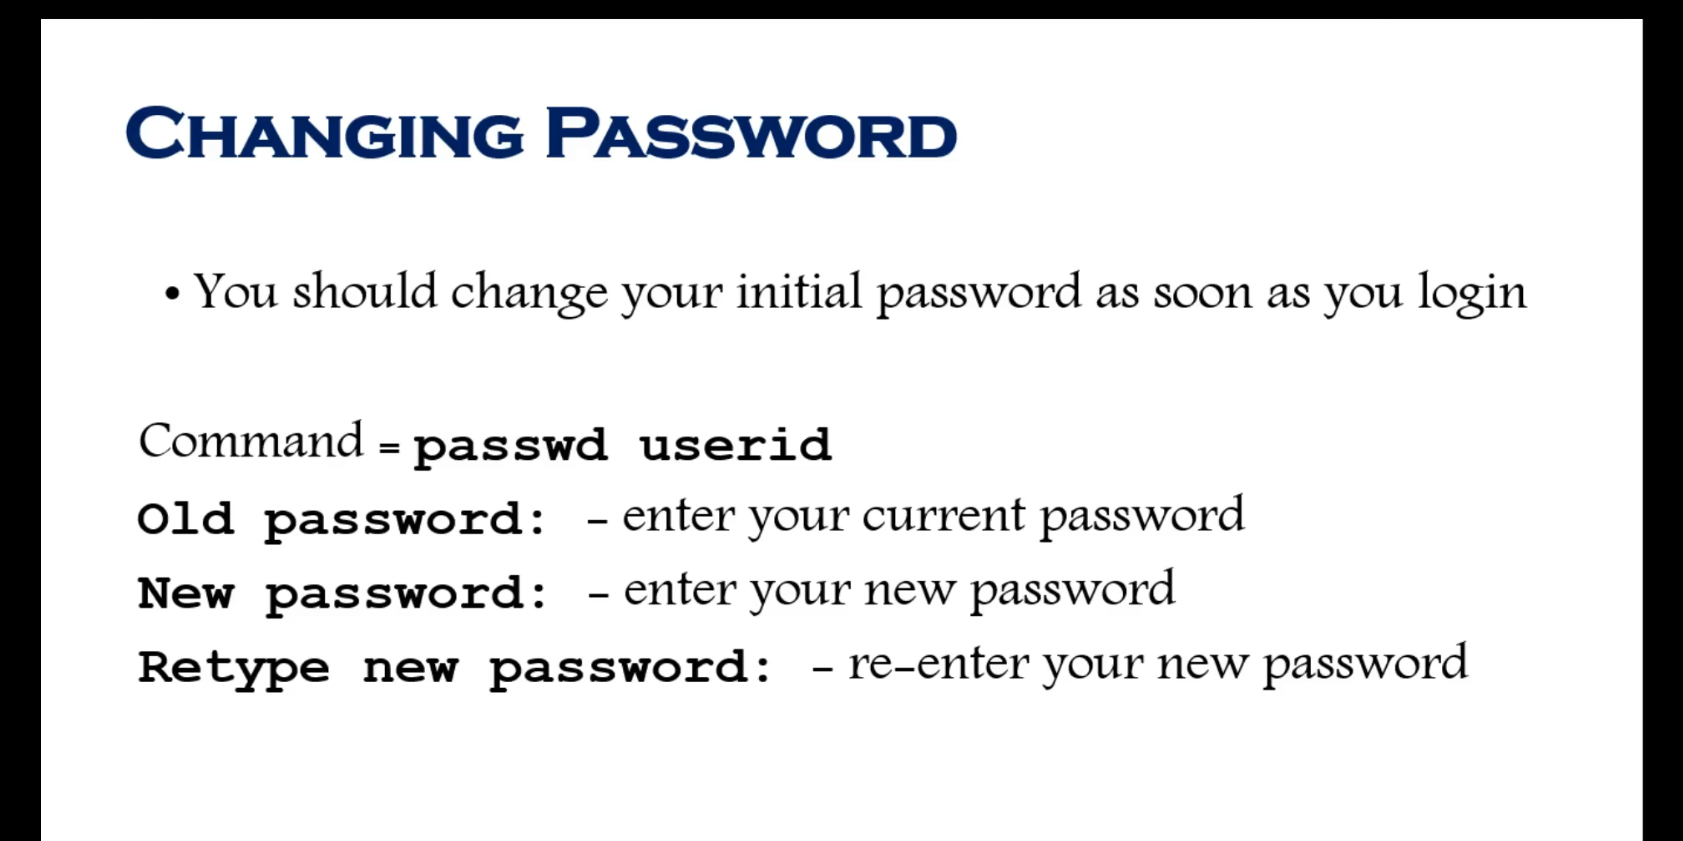 Changing Password
• You should change your initial password as soon as you login
Command = passwd userid
Old password: – enter your current password
New password: – enter your new password
Retype new password: – re-enter your new password